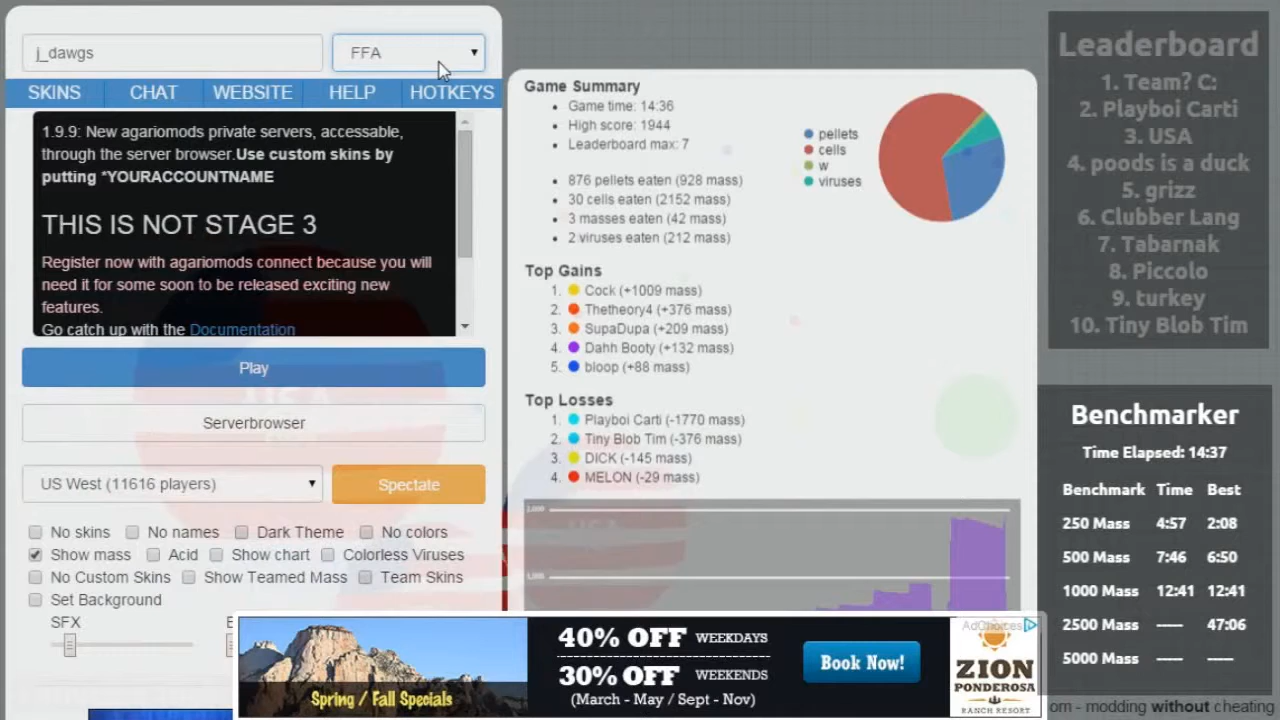 j_dawgs
FFA
SKINS CHAT WEBSITE HELP HOTKEYS
1.9.9: New agariomods private servers, accessable,
through the server browser.Use custom skins by
putting *YOURACCOUNTNAME
THIS IS NOT STAGE 3
Register now with agariomods connect because you will
need it for some soon to be released exciting new
features.
Go catch up with the Documentation
Play
Serverbrowser
US West (11616 players)
Spectate
No skins No names Dark Theme No colors
Show mass Acid Show chart Colorless Viruses
No Custom Skins Show Teamed Mass Team Skins
Set Background
SFX
Game Summary
Game time: 14:36
High score: 1944
Leaderboard max: 7
876 pellets eaten (928 mass)
30 cells eaten (2152 mass)
3 masses eaten (42 mass)
2 viruses eaten (212 mass)
pellets
cells
w
viruses
Top Gains
1. Cock (+1009 mass)
2. Thetheory4 (+376 mass)
3. SupaDupa (+209 mass)
4. Dahh Booty (+132 mass)
5. bloop (+88 mass)
Top Losses
1. Playboi Carti (-1770 mass)
2. Tiny Blob Tim (-376 mass)
3. DICK (-145 mass)
4. MELON (-29 mass)
Leaderboard
1. Team? C:
2. Playboi Carti
3. USA
4. poods is a duck
5. grizz
6. Clubber Lang
7. Tabarnak
8. Piccolo
9. turkey
10. Tiny Blob Tim
Benchmarker
Time Elapsed: 14:37
Benchmark Time Best
250 Mass 4:57 2:08
500 Mass 7:46 6:50
1000 Mass 12:41 12:41
2500 Mass ––– 47:06
5000 Mass ––– –––
Spring / Fall Specials
40% OFF WEEKDAYS
30% OFF WEEKENDS
(March - May / Sept - Nov)
Book Now!
AdChoices
ZION
PONDEROSA
RANCH RESORT
om - modding without cheating